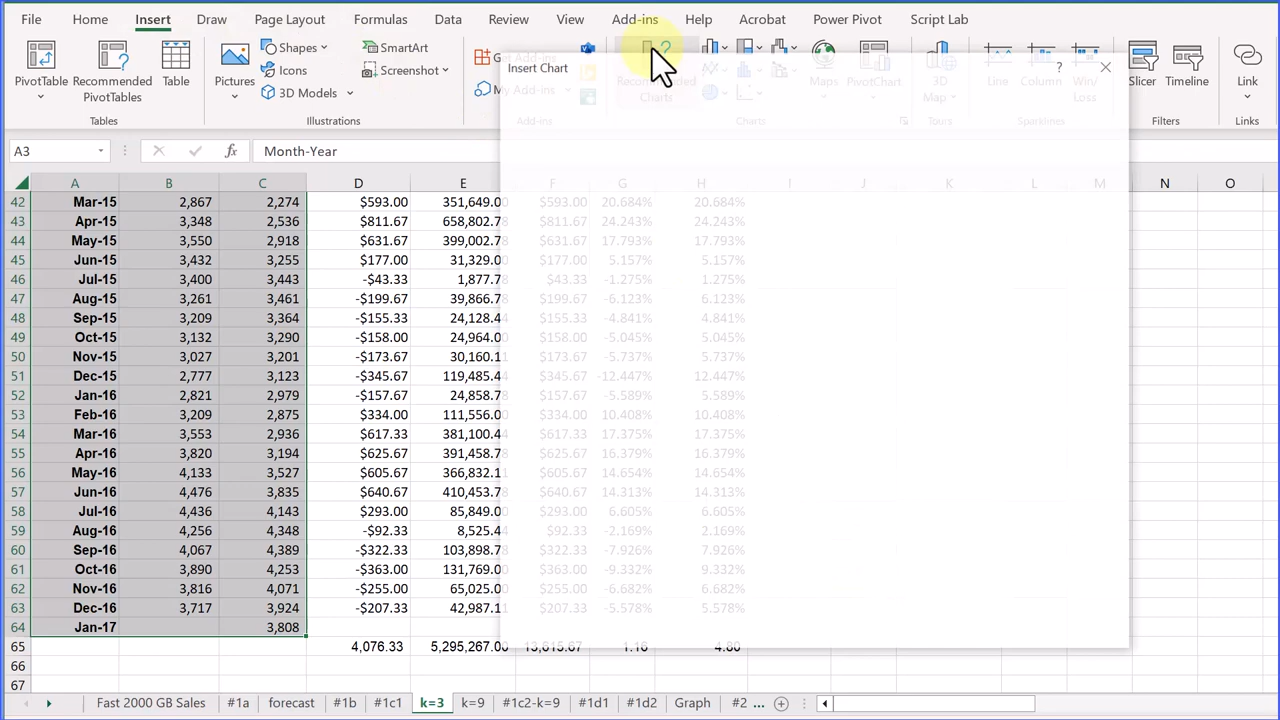 File Home Insert Draw Page Layout Formulas Data Review View Add-ins Help Acrobat Power Pivot Script Lab
PivotTable
Recommended
PivotTables
Table
Tables
Pictures
Shapes
Icons
3D Models
SmartArt
Screenshot
Illustrations
Get Add-ins
My Add-ins
Add-ins
Recommended
Charts
Maps
PivotChart
Charts
3D
Map
Tours
Line
Column
Win/
Loss
Sparklines
Slicer
Timeline
Filters
Link
Links
Insert Chart ?
A3 fx Month-Year
A B C D E F G H I J K L M N O
42 Mar-15 2,867 2,274 $593.00 351,649.00 $593.00 20.684% 20.684%
43 Apr-15 3,348 2,536 $811.67 658,802.78 $811.67 24.243% 24.243%
44 May-15 3,550 2,918 $631.67 399,002.78 $631.67 17.793% 17.793%
45 Jun-15 3,432 3,255 $177.00 31,329.00 $177.00 5.157% 5.157%
46 Jul-15 3,400 3,443 -$43.33 1,877.78 $43.33 -1.275% 1.275%
47 Aug-15 3,261 3,461 -$199.67 39,866.78 $199.67 -6.123% 6.123%
48 Sep-15 3,209 3,364 -$155.33 24,128.44 $155.33 -4.841% 4.841%
49 Oct-15 3,132 3,290 -$158.00 24,964.00 $158.00 -5.045% 5.045%
50 Nov-15 3,027 3,201 -$173.67 30,160.11 $173.67 -5.737% 5.737%
51 Dec-15 2,777 3,123 -$345.67 119,485.44 $345.67 -12.447% 12.447%
52 Jan-16 2,821 2,979 -$157.67 24,858.78 $157.67 -5.589% 5.589%
53 Feb-16 3,209 2,875 $334.00 111,556.00 $334.00 10.408% 10.408%
54 Mar-16 3,553 2,936 $617.33 381,100.44 $617.33 17.375% 17.375%
55 Apr-16 3,820 3,194 $625.67 391,458.78 $625.67 16.379% 16.379%
56 May-16 4,133 3,527 $605.67 366,832.11 $605.67 14.654% 14.654%
57 Jun-16 4,476 3,835 $640.67 410,453.78 $640.67 14.313% 14.313%
58 Jul-16 4,436 4,143 $293.00 85,849.00 $293.00 6.605% 6.605%
59 Aug-16 4,256 4,348 -$92.33 8,525.44 $92.33 -2.169% 2.169%
60 Sep-16 4,067 4,389 -$322.33 103,898.78 $322.33 -7.926% 7.926%
61 Oct-16 3,890 4,253 -$363.00 131,769.00 $363.00 -9.332% 9.332%
62 Nov-16 3,816 4,071 -$255.00 65,025.00 $255.00 -6.682% 6.682%
63 Dec-16 3,717 3,924 -$207.33 42,987.11 $207.33 -5.578% 5.578%
64 Jan-17 3,808
65 4,076.33 5,295,267.00
66
67
Fast 2000 GB Sales #1a forecast #1b #1c1 k=3 k=9 #1c2-k=9 #1d1 #1d2 Graph #2 ...